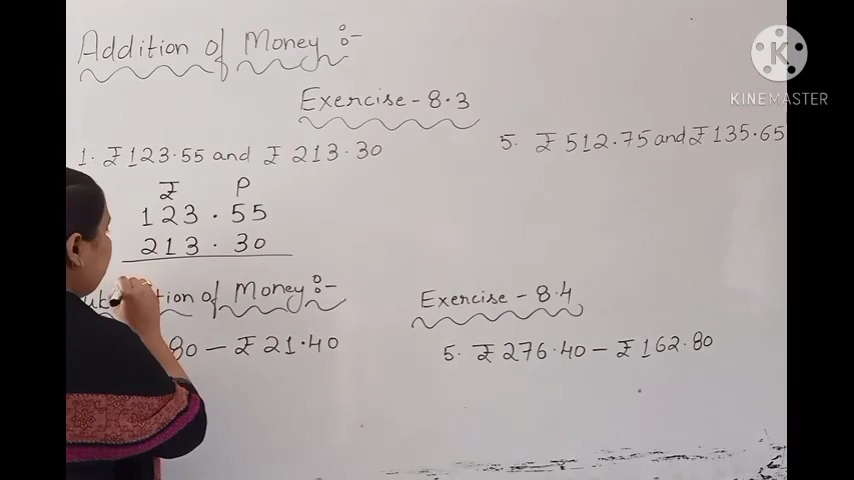 Addition of Money :-
Exercise - 8.3
1. ₹123.55 and ₹ 213.30
₹ P
123.55
213.30
5. ₹ 512.75 and ₹135.65
tion of Money :-
80 - ₹ 21.40
Exercise - 8.4
5. ₹ 276.40 - ₹ 162.80
K
KINEMASTER